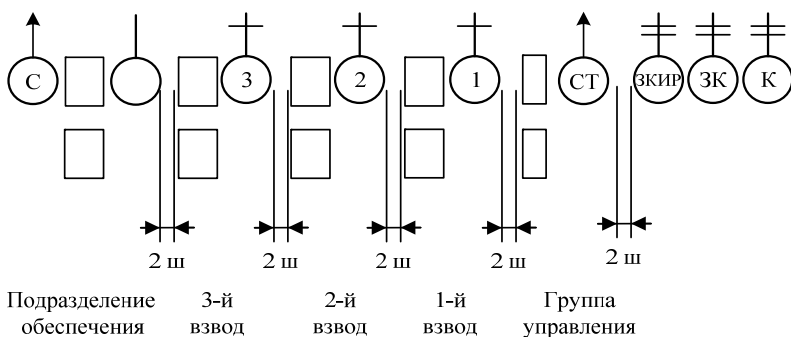 С 3 2 1 СТ ЗКИР ЗК К
2 ш 2 ш 2 ш 2 ш 2 ш
Подразделение 3-й 2-й 1-й Группа
обеспечения взвод взвод взвод управления